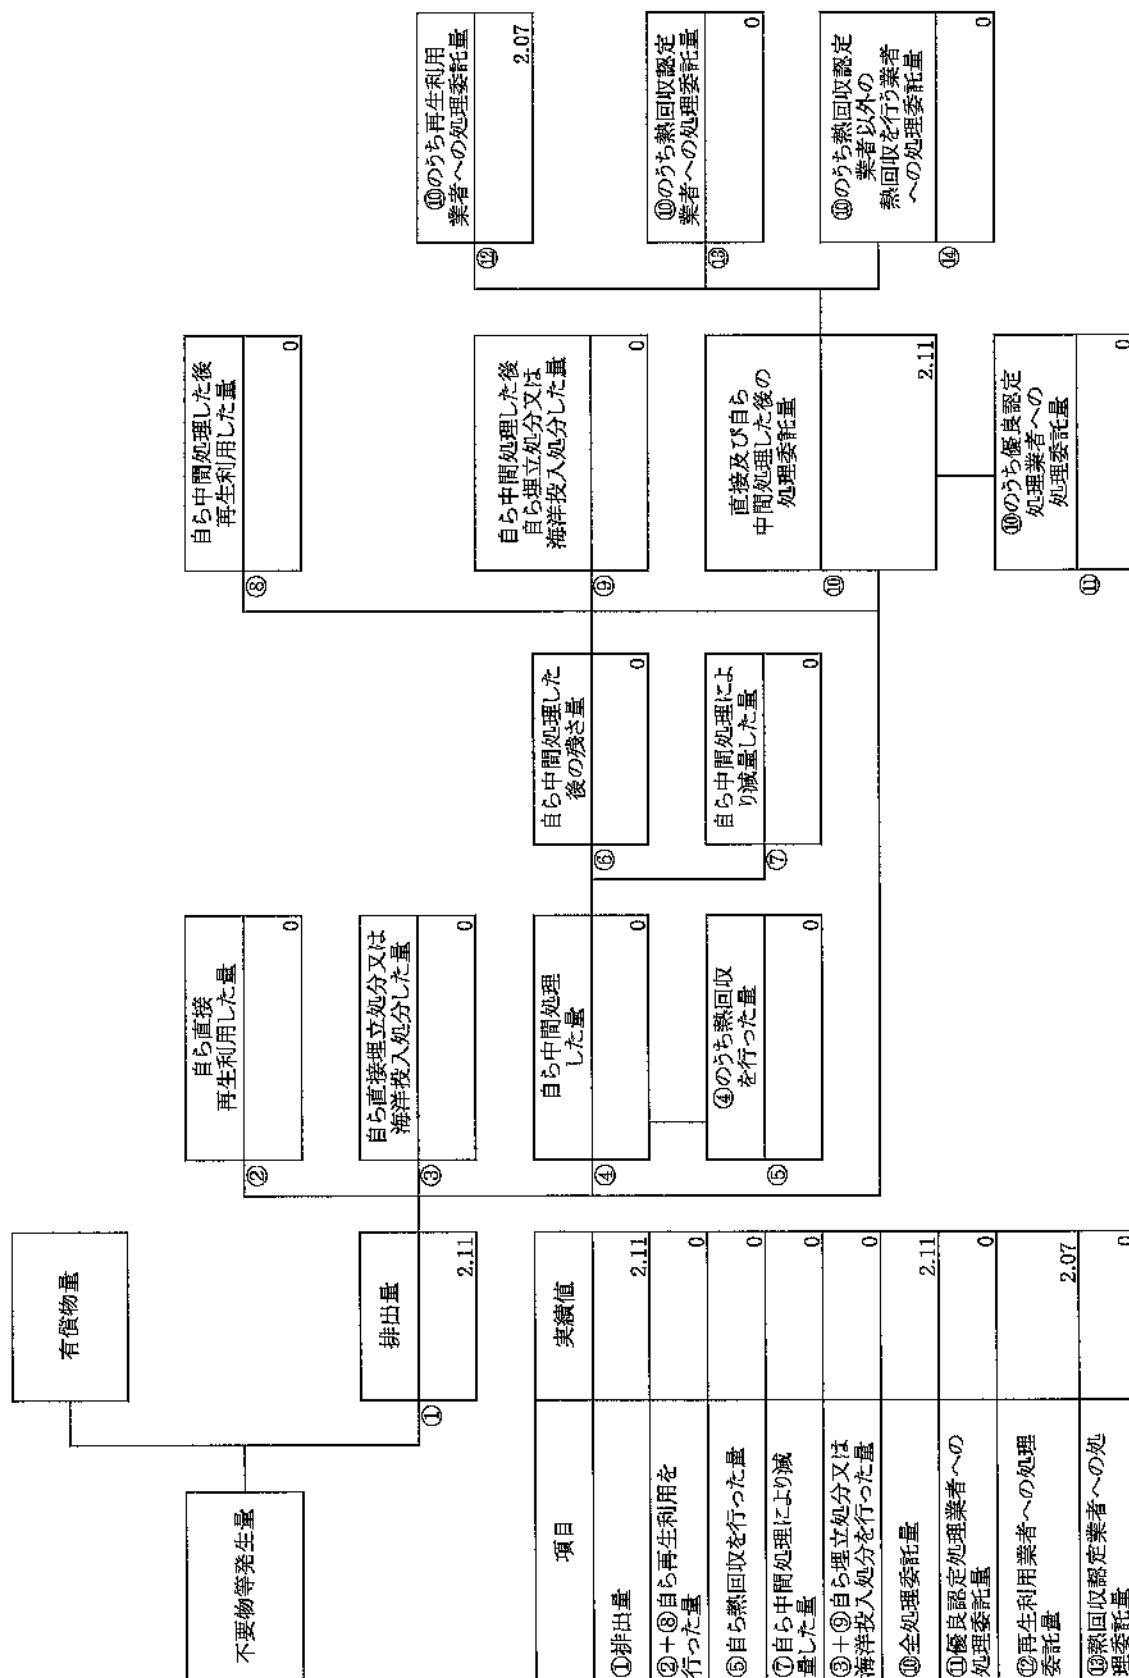 不要物等発生量
有償物量
排出量
①
2.11
自ら直接
再生利用した量
②
0
自ら直接埋立処分又は
海洋投入処分した量
③
0
自ら中間処理
した量
④
0
④のうち熱回収
を行った量
⑤
0
自ら中間処理した
後の残さ量
⑥
0
自ら中間処理によ
り減量した量
⑦
0
自ら中間処理した後
再生利用した量
⑧
0
自ら中間処理した後
自ら埋立処分又は
海洋投入処分した量
⑨
0
直接及び自ら
中間処理した後の
処理委託量
⑩
2.11
⑩のうち優良認定
処理業者への
処理委託量
⑪
0
⑩のうち再生利用
業者への処理委託量
⑫
2.07
⑩のうち熱回収認定
業者への処理委託量
⑬
0
⑩のうち熱回収認定
業者以外の
熱回収を行う業者
への処理委託量
⑭
0
項目
実績値
①排出量
2.11
②+⑧自ら再生利用を
行った量
0
⑤自ら熱回収を行った量
0
⑦自ら中間処理により減
量した量
0
③+⑨自ら埋立処分又は
海洋投入処分を行った量
0
⑩全処理委託量
2.11
⑪優良認定処理業者への
処理委託量
0
⑫再生利用業者への処理
委託量
2.07
⑬熱回収認定業者への処
理委託量
0